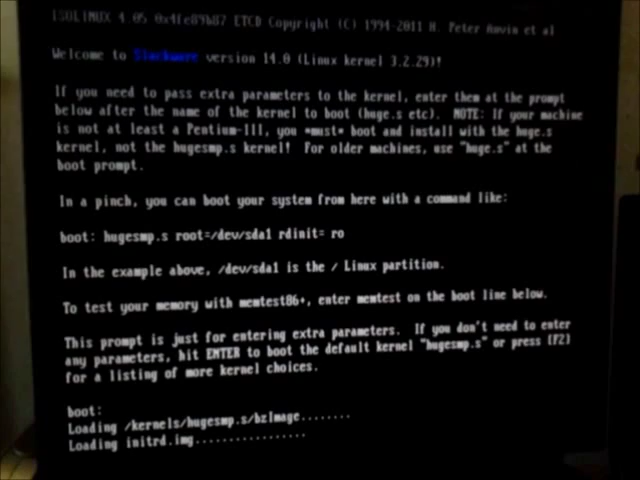 ISOLINUX 4.05 0x4fe89b87 ETCD Copyright (C) 1994-2011 H. Peter Anvin et al
Welcome to Slackware version 14.0 (Linux kernel 3.2.29)!
If you need to pass extra parameters to the kernel, enter them at the prompt
below after the name of the kernel to boot (huge.s etc).  NOTE: If your machine
is not at least a Pentium-III, you *must* boot and install with the huge.s
kernel, not the hugesmp.s kernel!  For older machines, use "huge.s" at the
boot prompt.
In a pinch, you can boot your system from here with a command like:
boot: hugesmp.s root=/dev/sda1 rdinit= ro
In the example above, /dev/sda1 is the / Linux partition.
To test your memory with memtest86+, enter memtest on the boot line below.
This prompt is just for entering extra parameters.  If you don't need to enter
any parameters, hit ENTER to boot the default kernel "hugesmp.s" or press [F2]
for a listing of more kernel choices.
boot:
Loading /kernels/hugesmp.s/bzImage........
Loading initrd.img.................